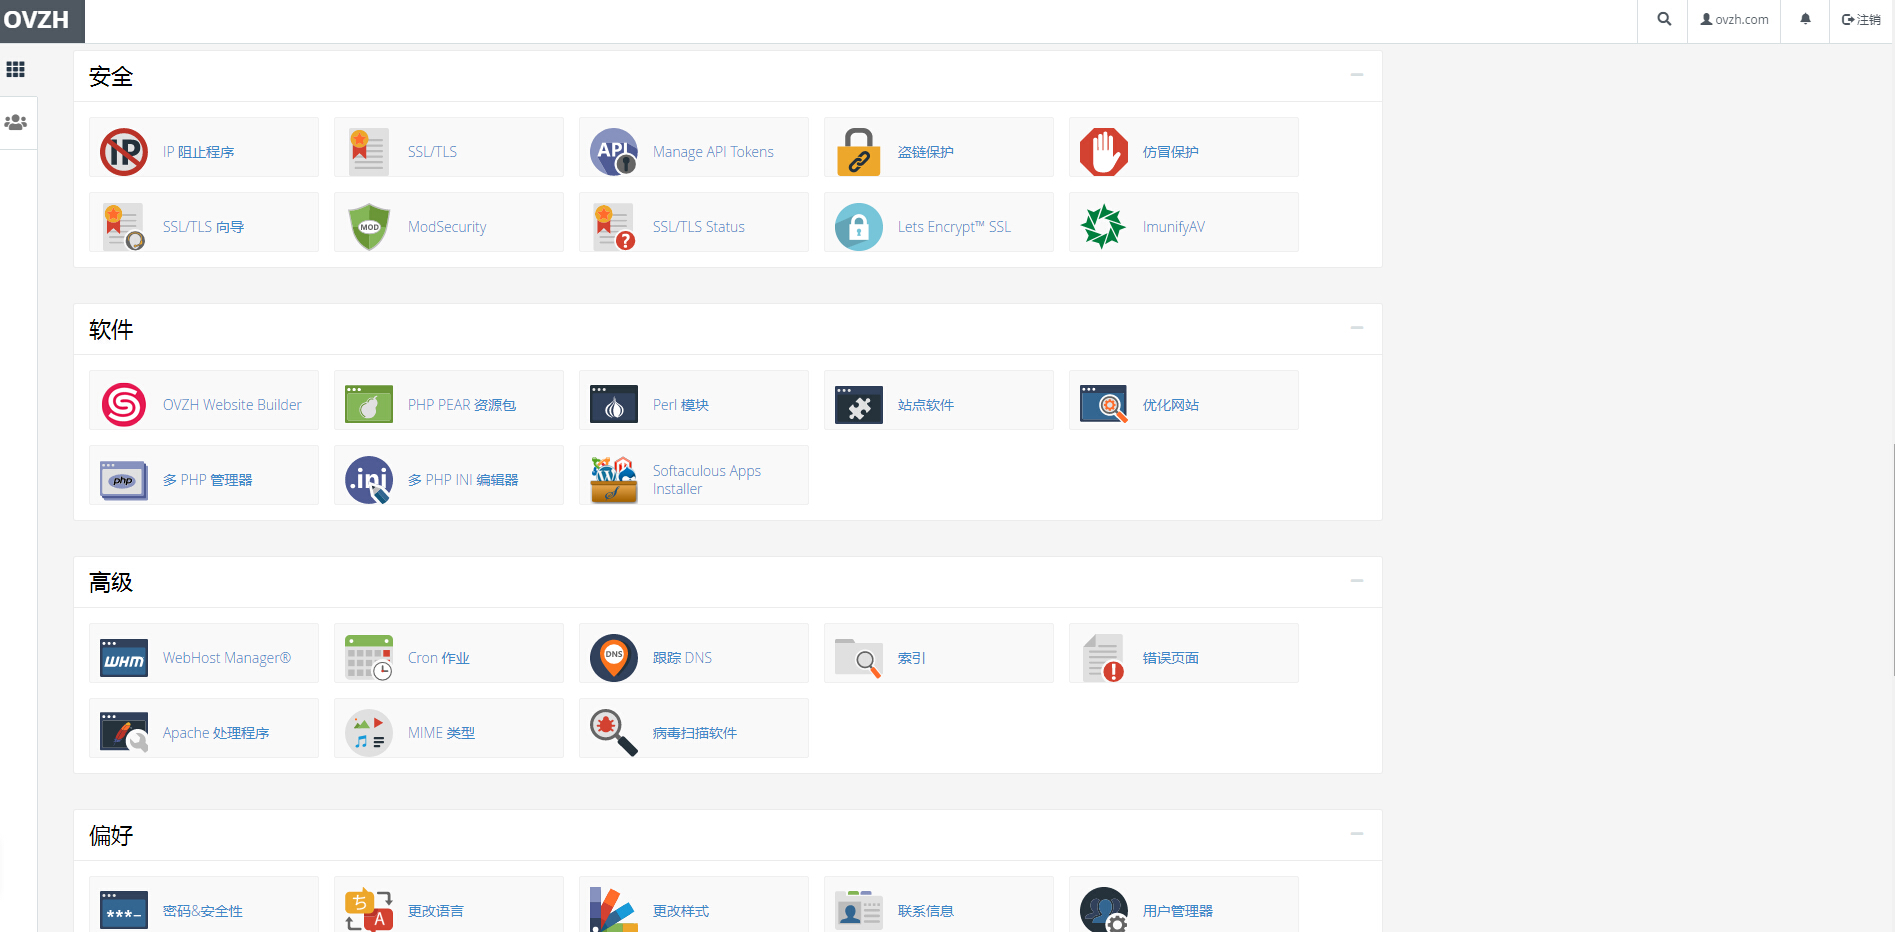 OVZH
ovzh.com
注销
安全
IP 阻止程序
SSL/TLS
Manage API Tokens
盗链保护
仿冒保护
SSL/TLS 向导
ModSecurity
SSL/TLS Status
Lets Encrypt™ SSL
ImunifyAV
软件
OVZH Website Builder
PHP PEAR 资源包
Perl 模块
站点软件
优化网站
多 PHP 管理器
多 PHP INI 编辑器
Softaculous Apps
Installer
高级
WebHost Manager®
Cron 作业
跟踪 DNS
索引
错误页面
Apache 处理程序
MIME 类型
病毒扫描软件
偏好
密码&安全性
更改语言
更改样式
联系信息
用户管理器